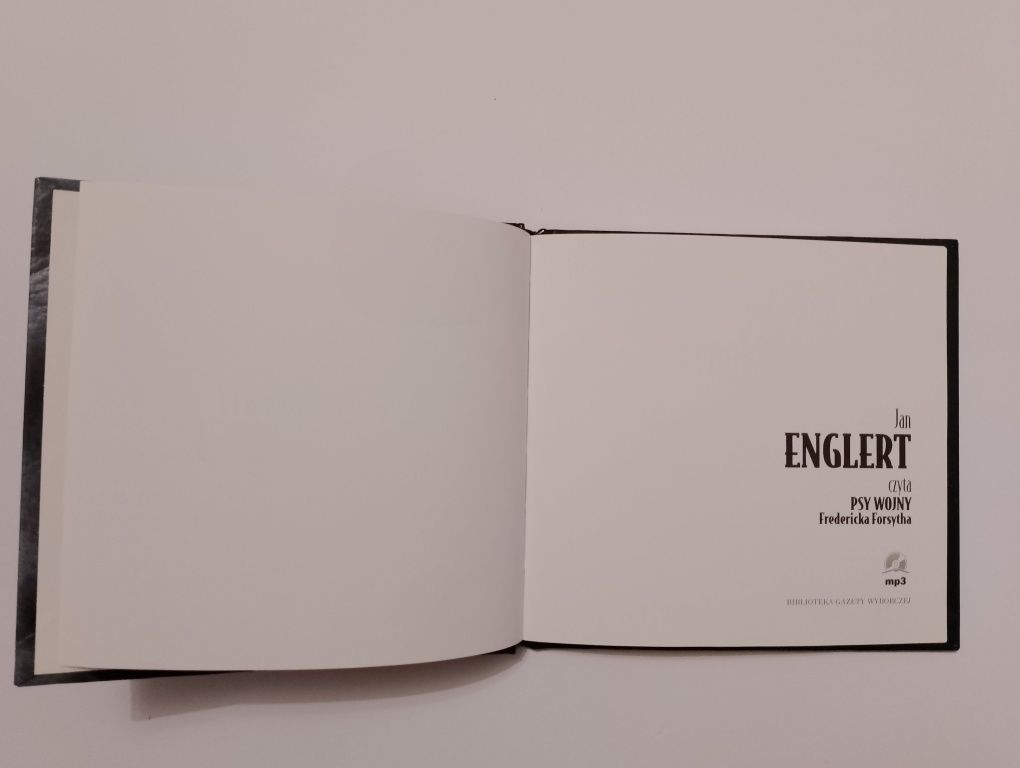 Jan
ENGLERT
czyta
PSY WOJNY
Fredericka Forsytha
mp3
BIBLIOTEKA GAZETY WYBORCZEJ